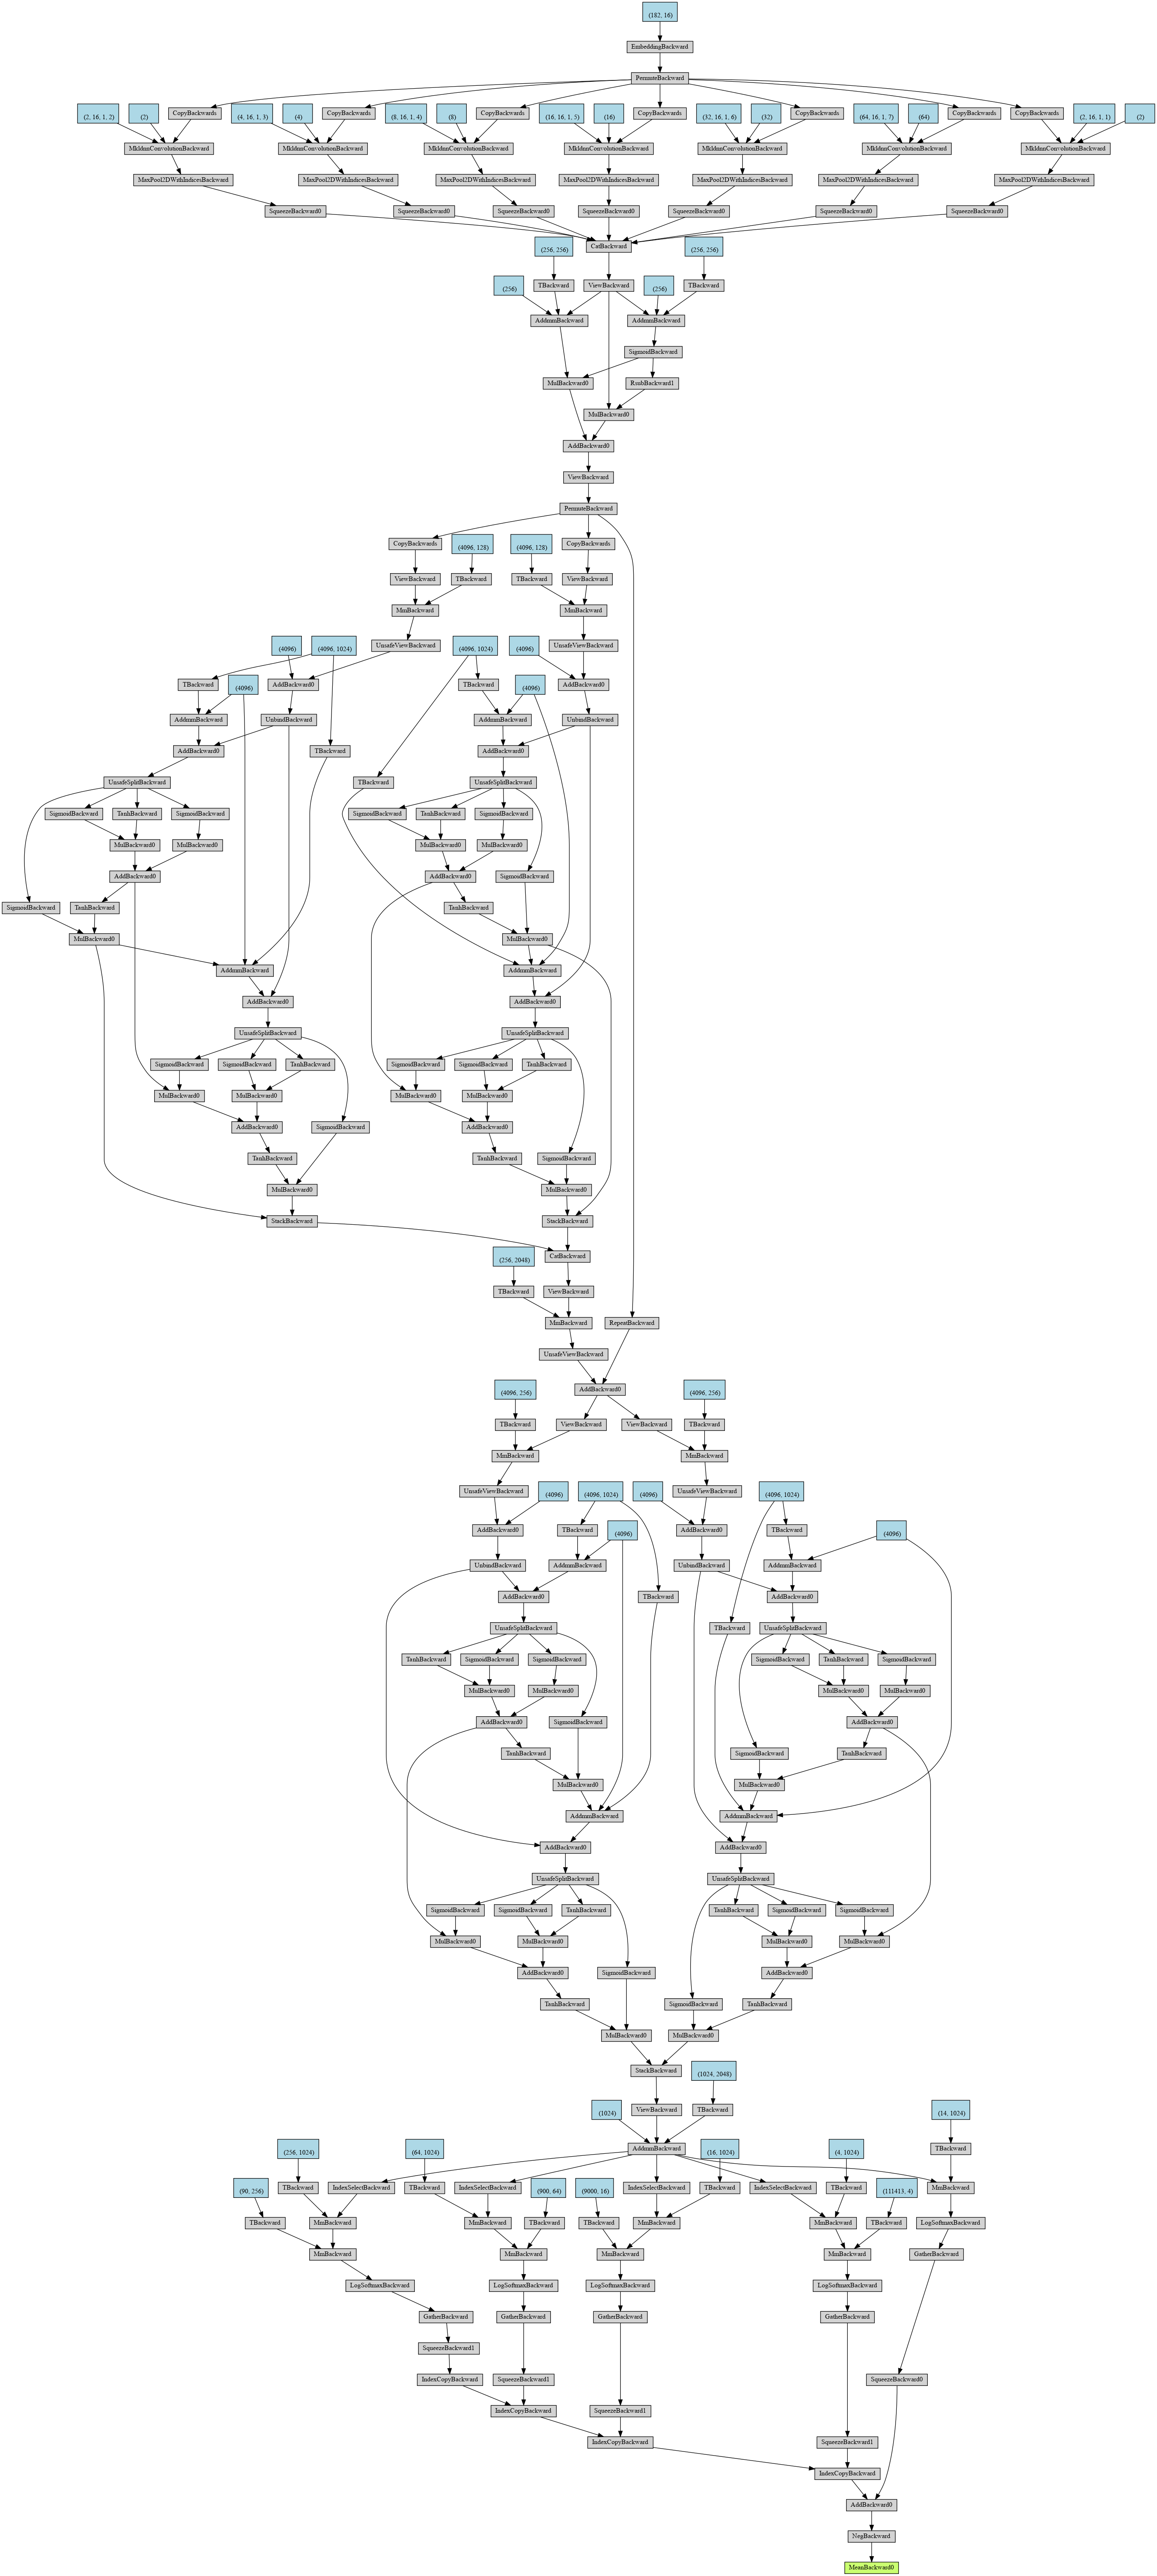 (182, 16)
EmbeddingBackward
PermuteBackward
(2, 16, 1, 2) (2) CopyBackwards (4, 16, 1, 3) (4) CopyBackwards (8, 16, 1, 4) (8) CopyBackwards (16, 16, 1, 5) (16) CopyBackwards (32, 16, 1, 6) (32) CopyBackwards (64, 16, 1, 7) (64) CopyBackwards CopyBackwards (2, 16, 1, 1) (2)
MkldnnConvolutionBackward MkldnnConvolutionBackward MkldnnConvolutionBackward MkldnnConvolutionBackward MkldnnConvolutionBackward MkldnnConvolutionBackward MkldnnConvolutionBackward
MaxPool2DWithIndicesBackward MaxPool2DWithIndicesBackward MaxPool2DWithIndicesBackward MaxPool2DWithIndicesBackward MaxPool2DWithIndicesBackward MaxPool2DWithIndicesBackward MaxPool2DWithIndicesBackward
SqueezeBackward0 SqueezeBackward0 SqueezeBackward0 SqueezeBackward0 SqueezeBackward0 SqueezeBackward0 SqueezeBackward0
(256, 256) CatBackward (256, 256)
(256) TBackward ViewBackward (256) TBackward
AddmmBackward AddmmBackward
SigmoidBackward
MulBackward0 RsubBackward1
MulBackward0
AddBackward0
ViewBackward
PermuteBackward
CopyBackwards (4096, 128) (4096, 128) CopyBackwards
ViewBackward TBackward TBackward ViewBackward
MmBackward MmBackward
(4096) (4096, 1024) UnsafeViewBackward (4096, 1024) (4096) UnsafeViewBackward
TBackward (4096) AddBackward0 TBackward (4096) AddBackward0
AddmmBackward UnbindBackward AddmmBackward UnbindBackward
AddBackward0 TBackward AddBackward0
UnsafeSplitBackward TBackward UnsafeSplitBackward
SigmoidBackward TanhBackward SigmoidBackward SigmoidBackward TanhBackward SigmoidBackward
MulBackward0 MulBackward0 MulBackward0 MulBackward0
AddBackward0 AddBackward0 SigmoidBackward
SigmoidBackward TanhBackward TanhBackward
MulBackward0 MulBackward0
AddmmBackward AddmmBackward
AddBackward0 AddBackward0
UnsafeSplitBackward UnsafeSplitBackward
SigmoidBackward SigmoidBackward TanhBackward SigmoidBackward SigmoidBackward TanhBackward
MulBackward0 MulBackward0 MulBackward0 MulBackward0
AddBackward0 SigmoidBackward AddBackward0
TanhBackward TanhBackward SigmoidBackward
MulBackward0 MulBackward0
StackBackward StackBackward
(256, 2048) CatBackward
TBackward ViewBackward
MmBackward RepeatBackward
UnsafeViewBackward
(4096, 256) AddBackward0 (4096, 256)
TBackward ViewBackward ViewBackward TBackward
MmBackward MmBackward
UnsafeViewBackward (4096) (4096, 1024) (4096) UnsafeViewBackward (4096, 1024)
AddBackward0 TBackward (4096) AddBackward0 TBackward (4096)
UnbindBackward AddmmBackward UnbindBackward AddmmBackward
AddBackward0 TBackward AddBackward0
UnsafeSplitBackward TBackward UnsafeSplitBackward
TanhBackward SigmoidBackward SigmoidBackward SigmoidBackward TanhBackward SigmoidBackward
MulBackward0 MulBackward0 MulBackward0 MulBackward0
AddBackward0 SigmoidBackward AddBackward0
TanhBackward SigmoidBackward TanhBackward
MulBackward0 MulBackward0
AddmmBackward AddmmBackward
AddBackward0 AddBackward0
UnsafeSplitBackward UnsafeSplitBackward
SigmoidBackward SigmoidBackward TanhBackward TanhBackward SigmoidBackward SigmoidBackward
MulBackward0 MulBackward0 MulBackward0 MulBackward0
AddBackward0 SigmoidBackward AddBackward0
TanhBackward SigmoidBackward TanhBackward
MulBackward0 MulBackward0
StackBackward (1024, 2048)
(1024) ViewBackward TBackward (14, 1024)
(256, 1024) (64, 1024) AddmmBackward (16, 1024) (4, 1024) TBackward
(90, 256) TBackward IndexSelectBackward TBackward IndexSelectBackward (900, 64) (9000, 16) IndexSelectBackward TBackward IndexSelectBackward TBackward (111413, 4) MmBackward
TBackward MmBackward MmBackward TBackward TBackward MmBackward MmBackward TBackward LogSoftmaxBackward
MmBackward MmBackward MmBackward MmBackward GatherBackward
LogSoftmaxBackward LogSoftmaxBackward LogSoftmaxBackward LogSoftmaxBackward
GatherBackward GatherBackward GatherBackward GatherBackward
SqueezeBackward1
IndexCopyBackward SqueezeBackward1 SqueezeBackward0
IndexCopyBackward SqueezeBackward1
IndexCopyBackward SqueezeBackward1
IndexCopyBackward
AddBackward0
NegBackward
MeanBackward0